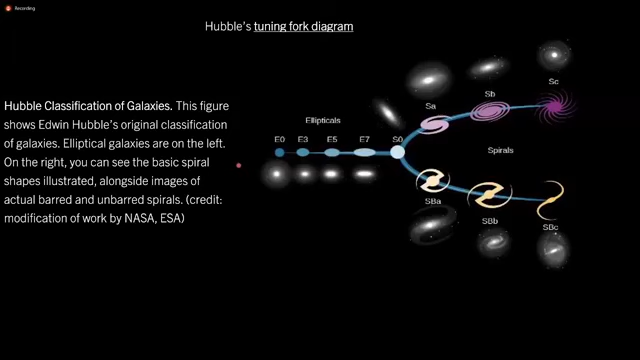 Recording
Hubble's tuning fork diagram
Hubble Classification of Galaxies. This figure
shows Edwin Hubble's original classification
of galaxies. Elliptical galaxies are on the left.
On the right, you can see the basic spiral
shapes illustrated, alongside images of
actual barred and unbarred spirals. (credit:
modification of work by NASA, ESA)
Ellipticals
E0 E3 E5 E7 S0
Sa Sb Sc
Spirals
SBa SBb SBc